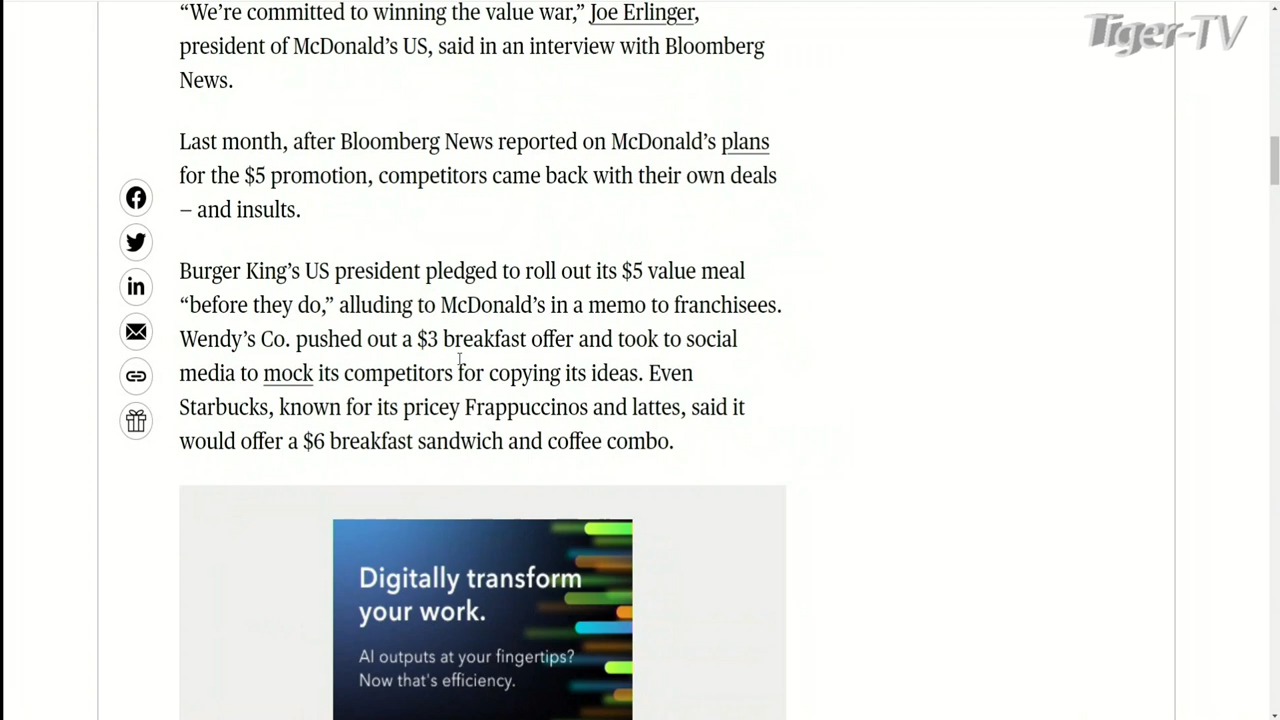 Tiger-TV
“We’re committed to winning the value war,” Joe Erlinger,
president of McDonald’s US, said in an interview with Bloomberg
News.
Last month, after Bloomberg News reported on McDonald’s plans
for the $5 promotion, competitors came back with their own deals
– and insults.
Burger King’s US president pledged to roll out its $5 value meal
“before they do,” alluding to McDonald’s in a memo to franchisees.
Wendy’s Co. pushed out a $3 breakfast offer and took to social
media to mock its competitors for copying its ideas. Even
Starbucks, known for its pricey Frappuccinos and lattes, said it
would offer a $6 breakfast sandwich and coffee combo.
Digitally transform
your work.
AI outputs at your fingertips?
Now that's efficiency.